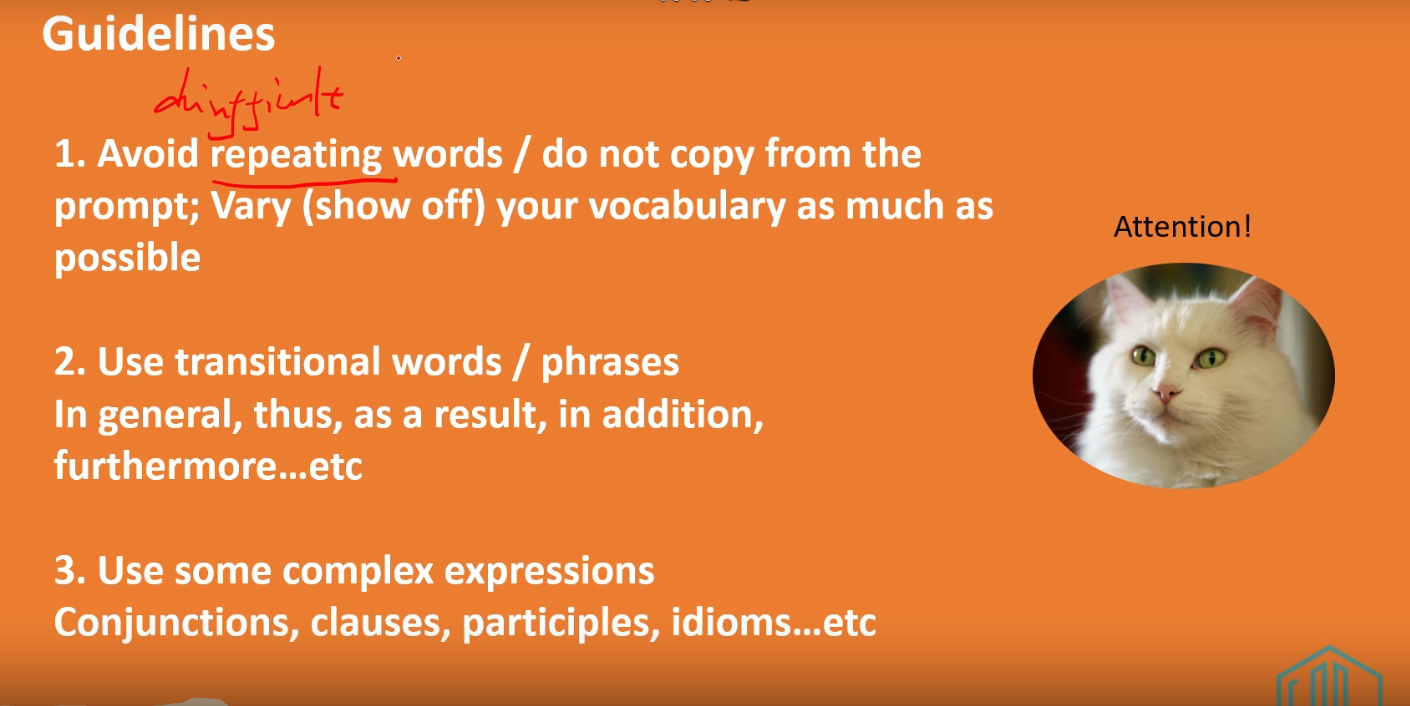 Guidelines
1. Avoid repeating words / do not copy from the
prompt; Vary (show off) your vocabulary as much as
possible
Attention!
2. Use transitional words / phrases
In general, thus, as a result, in addition,
furthermore...etc
3. Use some complex expressions
Conjunctions, clauses, participles, idioms...etc